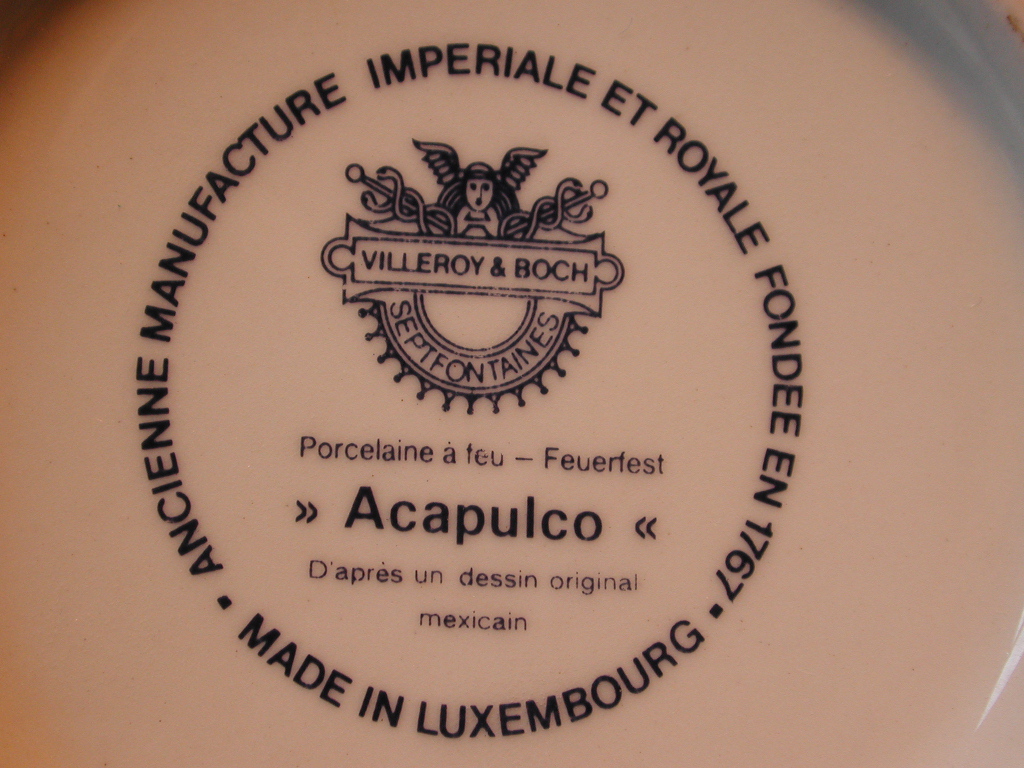 ANCIENNE MANUFACTURE IMPERIALE ET ROYALE FONDEE EN 1767 •
MADE IN LUXEMBOURG •
VILLEROY & BOCH
SEPTFONTAINES
Porcelaine à feu – Feuerfest
» Acapulco «
D'après un dessin original
mexicain